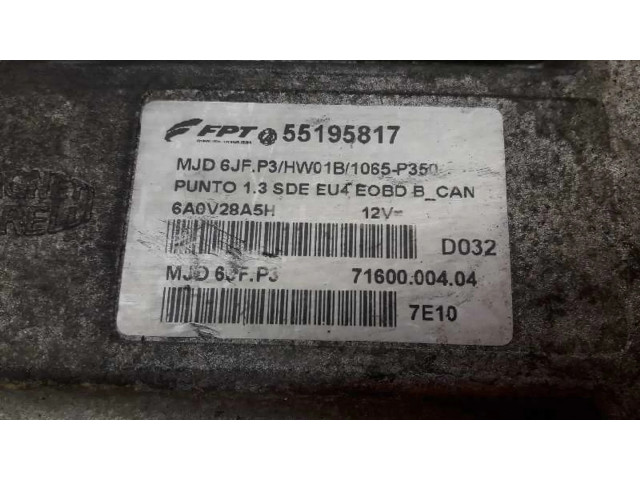 FPT 55195817
MJD 6JF.P3/HW01B/1065-P350
PUNTO 1.3 SDE EU4 EOBD B_CAN
6A0V28A5H 12V=
D032
MJD 6JF.P3 71600.004.04
7E10